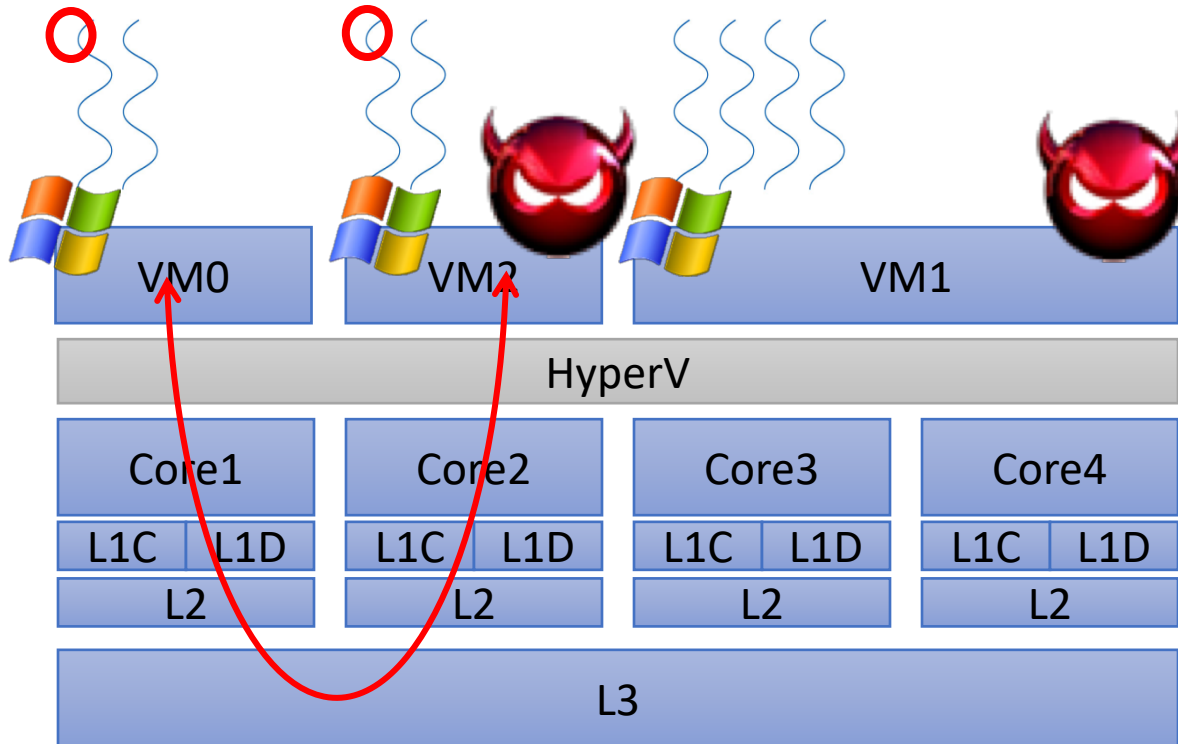 VM0 VM2 VM1
HyperV
Core1 Core2 Core3 Core4
L1C L1D L1C L1D L1C L1D L1C L1D
L2 L2 L2 L2
L3